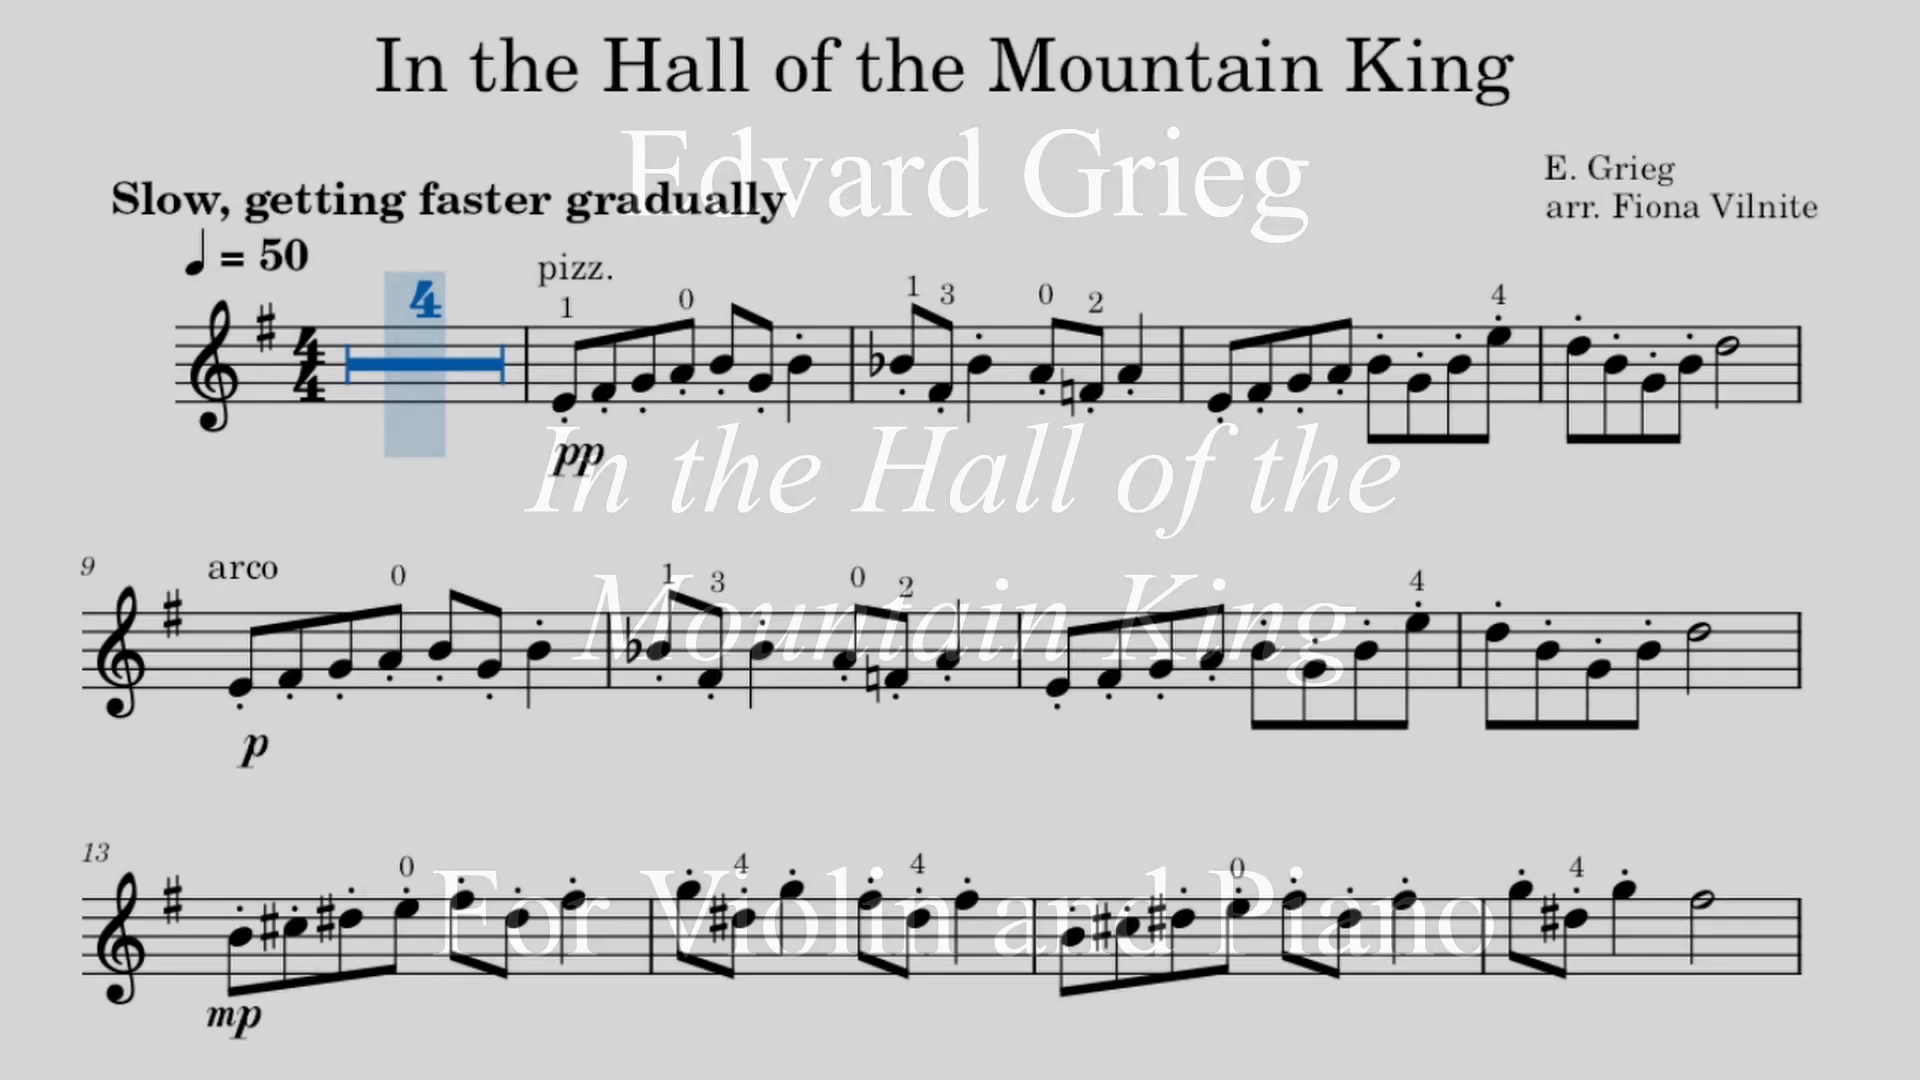 In the Hall of the Mountain King
Edvard Grieg
E. Grieg
arr. Fiona Vilnite
Slow, getting faster gradually
♩ = 50
4
pizz.
1 0 1 3 0 2 4
4
4
pp
In the Hall of the
Mountain King
9
arco
0 1 3 0 2 4
p
13
0 4 4 0 4
For Violin and Piano
mp